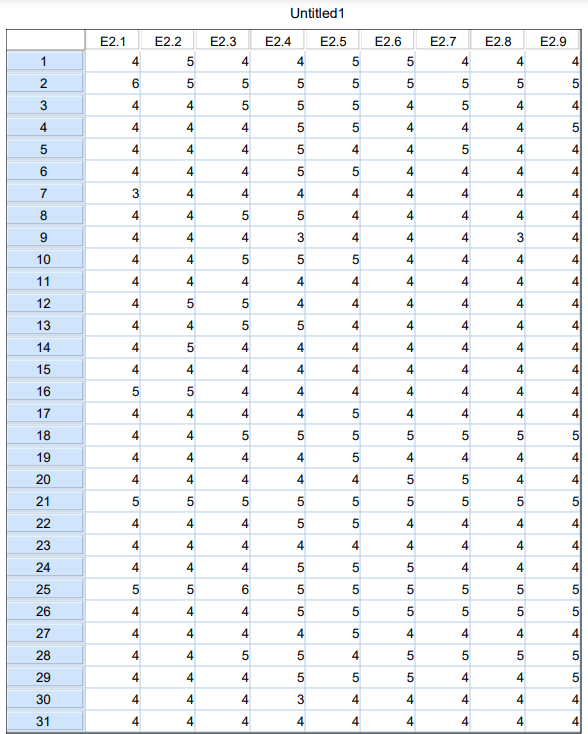 Untitled1
E2.1 E2.2 E2.3 E2.4 E2.5 E2.6 E2.7 E2.8 E2.9
1 4 5 4 4 5 5 4 4 4
2 6 5 5 5 5 5 5 5 5
3 4 4 5 5 5 4 5 4 4
4 4 4 4 5 5 4 4 4 5
5 4 4 4 5 4 4 5 4 4
6 4 4 4 5 5 4 4 4 4
7 3 4 4 4 4 4 4 4 4
8 4 4 5 5 4 4 4 4 4
9 4 4 4 3 4 4 4 3 4
10 4 4 5 5 5 4 4 4 4
11 4 4 4 4 4 4 4 4 4
12 4 5 5 4 4 4 4 4 4
13 4 4 5 5 4 4 4 4 4
14 4 5 4 4 4 4 4 4 4
15 4 4 4 4 4 4 4 4 4
16 5 5 4 4 4 4 4 4 4
17 4 4 4 4 5 4 4 4 4
18 4 4 5 5 5 5 5 5 5
19 4 4 4 4 5 4 4 4 4
20 4 4 4 4 4 5 5 4 4
21 5 5 5 5 5 5 5 5 5
22 4 4 4 5 5 4 4 4 4
23 4 4 4 4 4 4 4 4 4
24 4 4 4 5 5 5 4 4 4
25 5 5 6 5 5 5 5 5 5
26 4 4 4 5 5 5 5 5 5
27 4 4 4 4 5 4 4 4 4
28 4 4 5 5 4 5 5 5 5
29 4 4 4 5 5 5 4 4 5
30 4 4 4 3 4 4 4 4 4
31 4 4 4 4 4 4 4 4 4